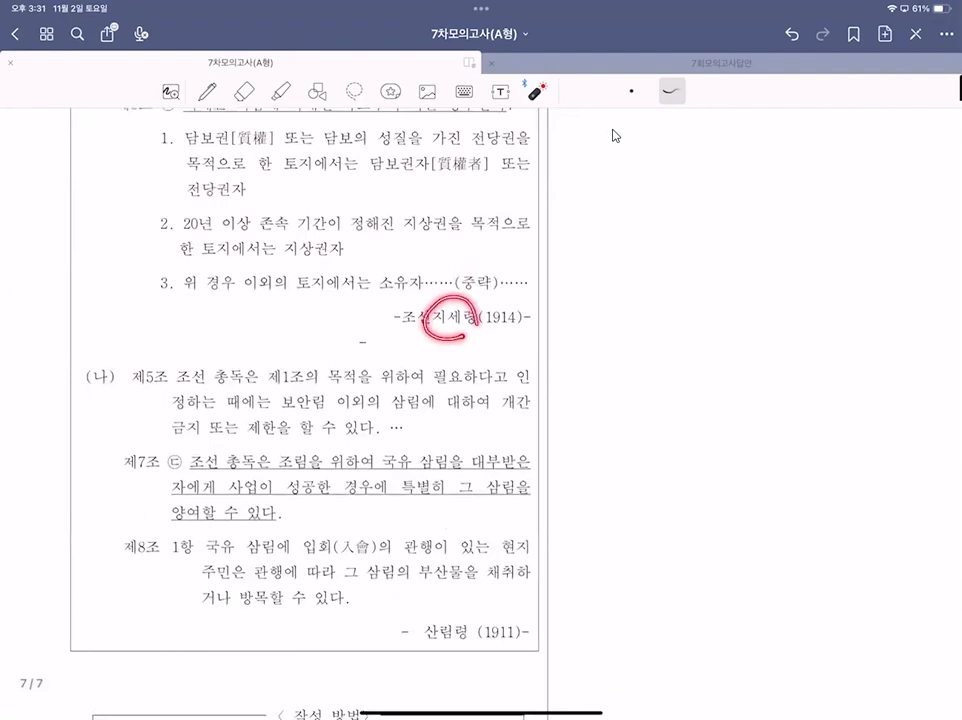 오후 3:31 11월 2일 토요일
61%
7차모의고사(A형)
7차모의고사(A형)
7회모의고사답안
1. 담보권[質權] 또는 담보의 성질을 가진 전당권을
목적으로 한 토지에서는 담보권자[質權者] 또는
전당권자
2. 20년 이상 존속 기간이 정해진 지상권을 목적으로
한 토지에서는 지상권자
3. 위 경우 이외의 토지에서는 소유자……(중략)……
-조선지세령(1914)-
-
(나) 제5조 조선 총독은 제1조의 목적을 위하여 필요하다고 인
정하는 때에는 보안림 이외의 삼림에 대하여 개간
금지 또는 제한을 할 수 있다. …
제7조 ㉢ 조선 총독은 조림을 위하여 국유 삼림을 대부받은
자에게 사업이 성공한 경우에 특별히 그 삼림을
양여할 수 있다.
제8조 1항 국유 삼림에 입회(入會)의 관행이 있는 현지
주민은 관행에 따라 그 삼림의 부산물을 채취하
거나 방목할 수 있다.
- 산림령 (1911)-
7/7
〈 작성 방법〉